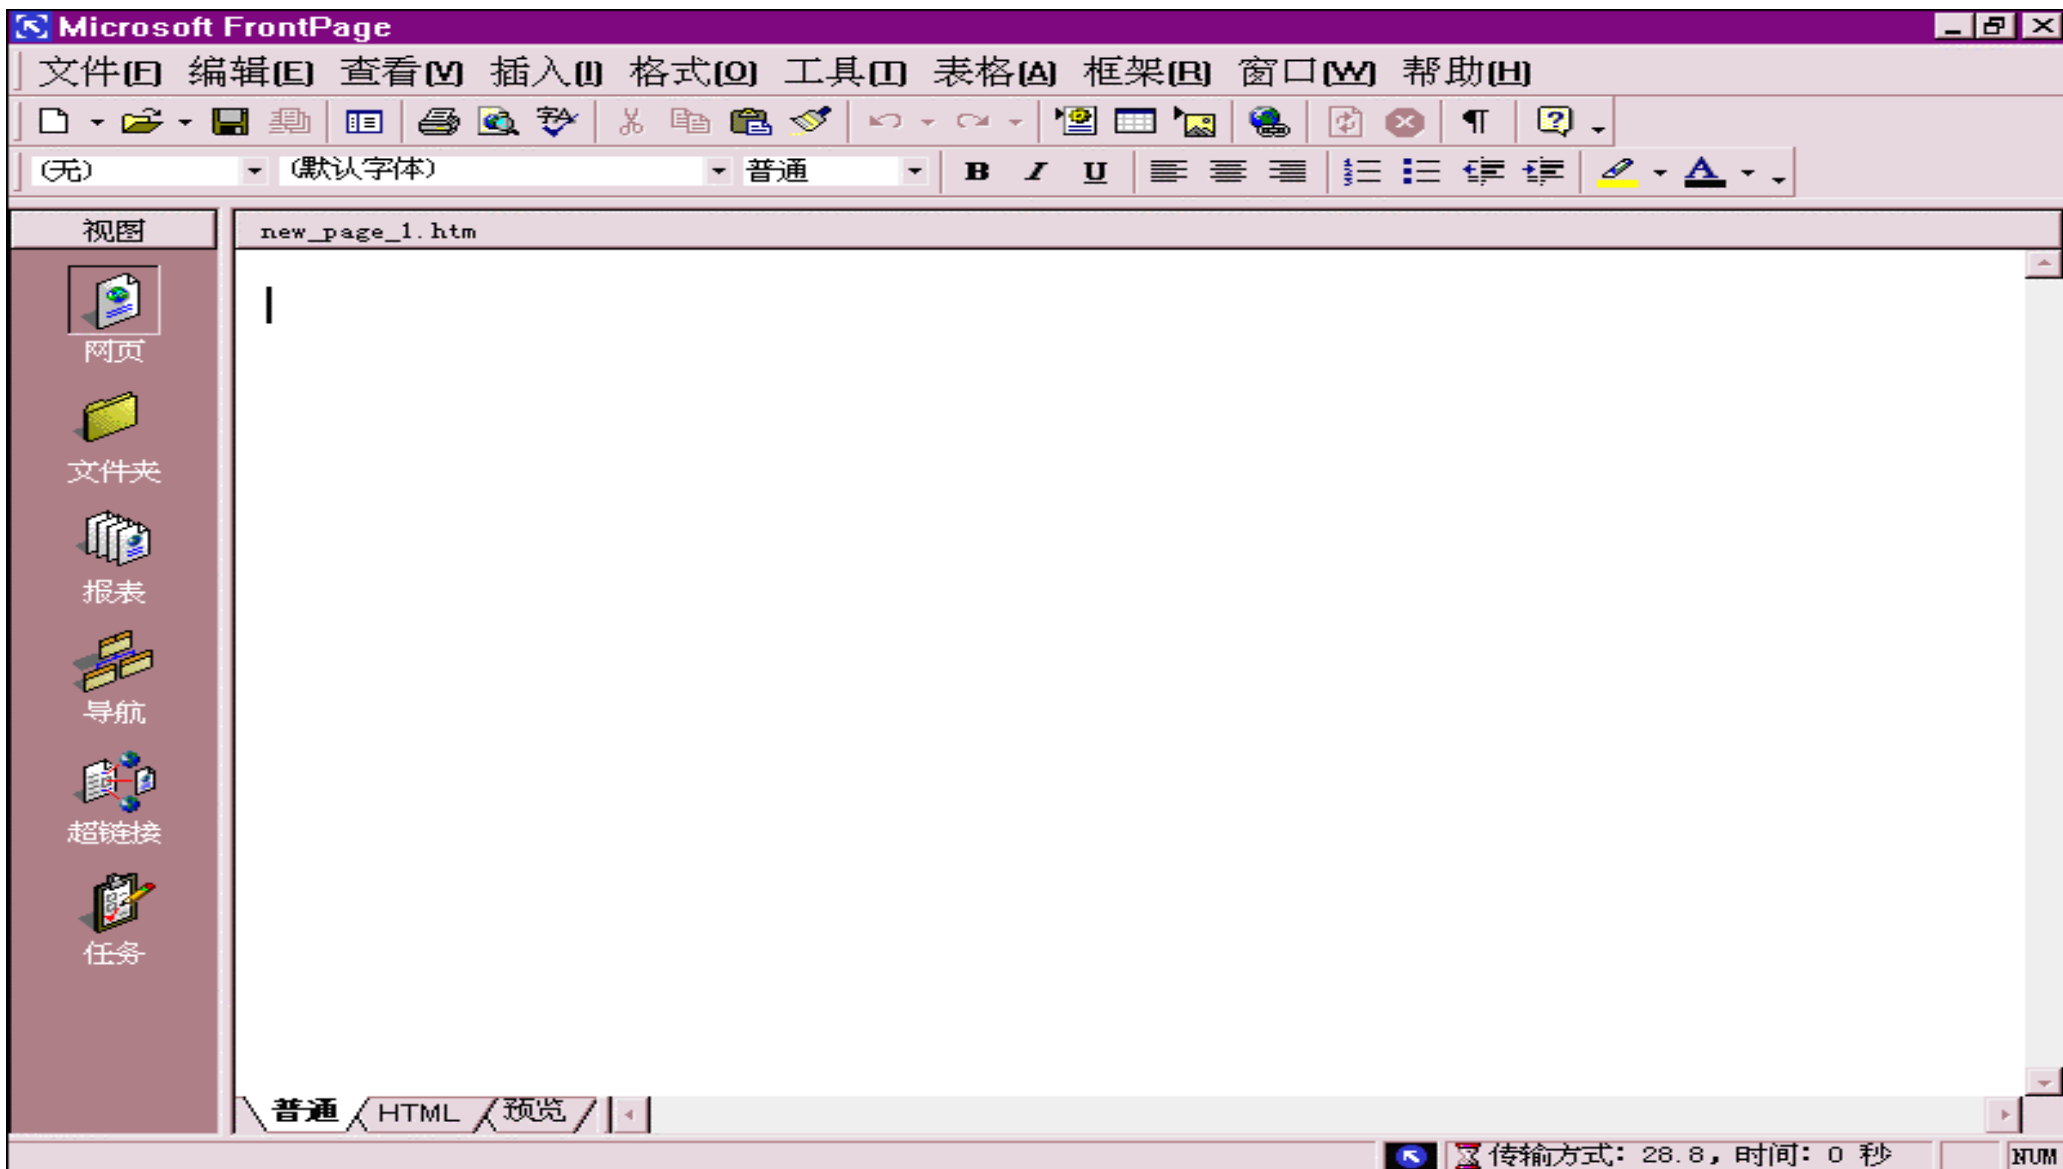 Microsoft FrontPage
文件(F) 编辑(E) 查看(V) 插入(I) 格式(O) 工具(T) 表格(A) 框架(R) 窗口(W) 帮助(H)
(无) (默认字体) 普通 B I U A
视图 new_page_1.htm
网页
文件夹
报表
导航
超链接
任务
普通 HTML 预览
传输方式: 28.8, 时间: 0 秒 NUM